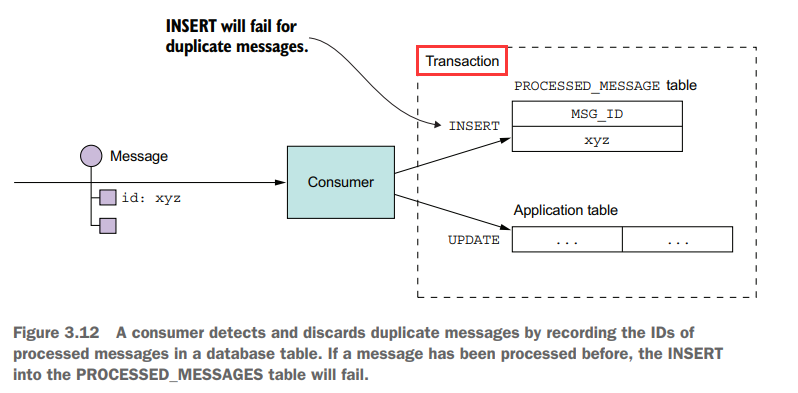 INSERT will fail for
duplicate messages.
Transaction
PROCESSED_MESSAGE table
INSERT
MSG_ID
xyz
Message
id: xyz
Consumer
Application table
UPDATE
...
...
Figure 3.12 A consumer detects and discards duplicate messages by recording the IDs of
processed messages in a database table. If a message has been processed before, the INSERT
into the PROCESSED_MESSAGES table will fail.